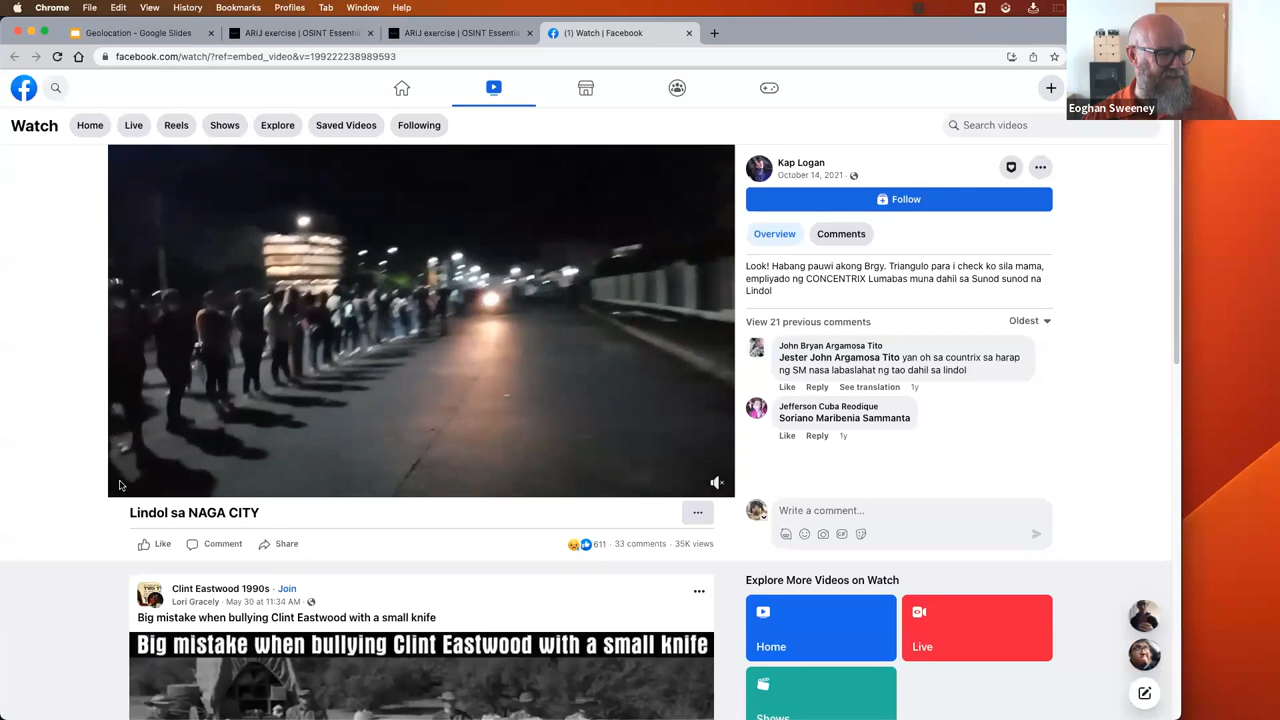 Chrome File Edit View History Bookmarks Profiles Tab Window Help
Geolocation - Google Slides
ARiJ exercise | OSINT Essenti
ARiJ exercise | OSINT Essenti
(1) Watch | Facebook
facebook.com/watch/?ref=embed_video&v=199222238989593
Eoghan Sweeney
Watch
Home
Live
Reels
Shows
Explore
Saved Videos
Following
Search videos
Kap Logan
October 14, 2021
Follow
Overview
Comments
Look! Habang pauwi akong Brgy. Triangulo para i check ko sila mama,
empliyado ng CONCENTRIX Lumabas muna dahil sa Sunod sunod na
Lindol
View 21 previous comments
Oldest
John Bryan Argamosa Tito
Jester John Argamosa Tito yan oh sa countrix sa harap
ng SM nasa labaslahat ng tao dahil sa lindol
Like Reply See translation 1y
Jefferson Cuba Reodique
Soriano Maribenia Sammanta
Like Reply 1y
Write a comment…
Lindol sa NAGA CITY
Like
Comment
Share
611 · 33 comments · 35K views
Clint Eastwood 1990s · Join
Lori Gracely · May 30 at 11:34 AM ·
Big mistake when bullying Clint Eastwood with a small knife
Big mistake when bullying Clint Eastwood with a small knife
Explore More Videos on Watch
Home
Live
Shows